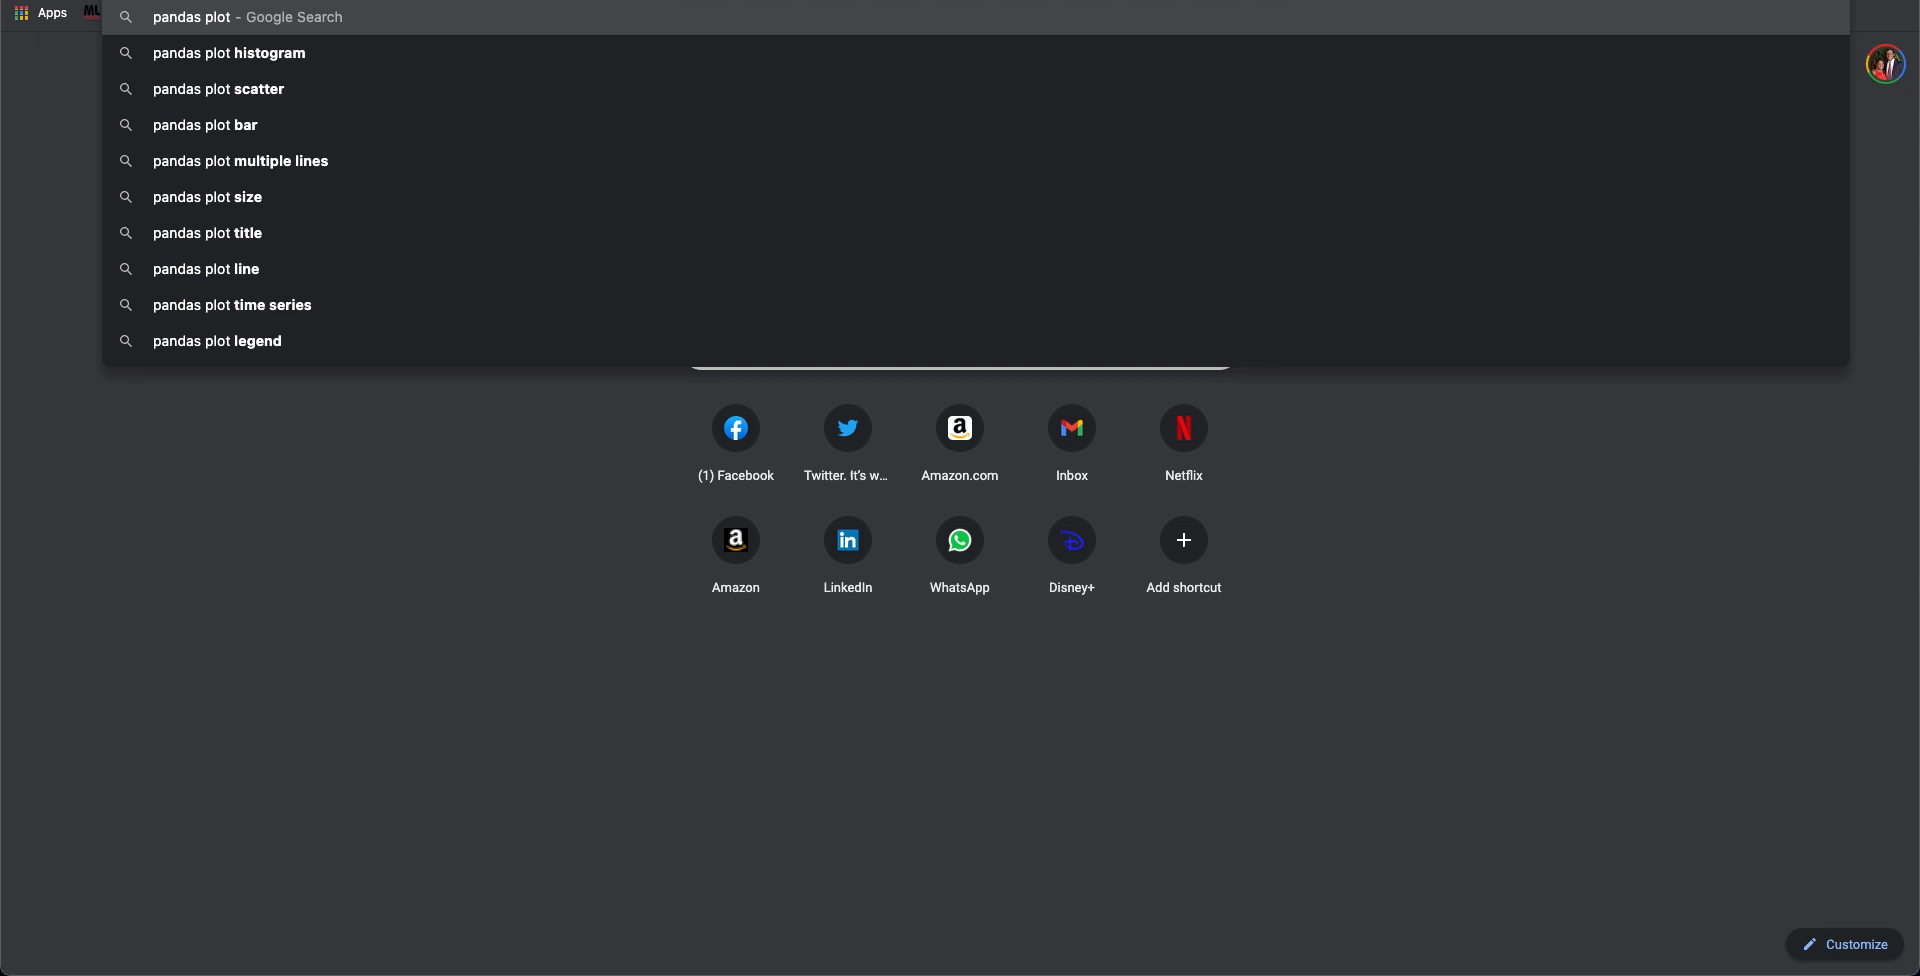 Apps
ML
pandas plot - Google Search
pandas plot histogram
pandas plot scatter
pandas plot bar
pandas plot multiple lines
pandas plot size
pandas plot title
pandas plot line
pandas plot time series
pandas plot legend
(1) Facebook
Twitter. It's w...
Amazon.com
Inbox
Netflix
Amazon
LinkedIn
WhatsApp
Disney+
Add shortcut
Customize